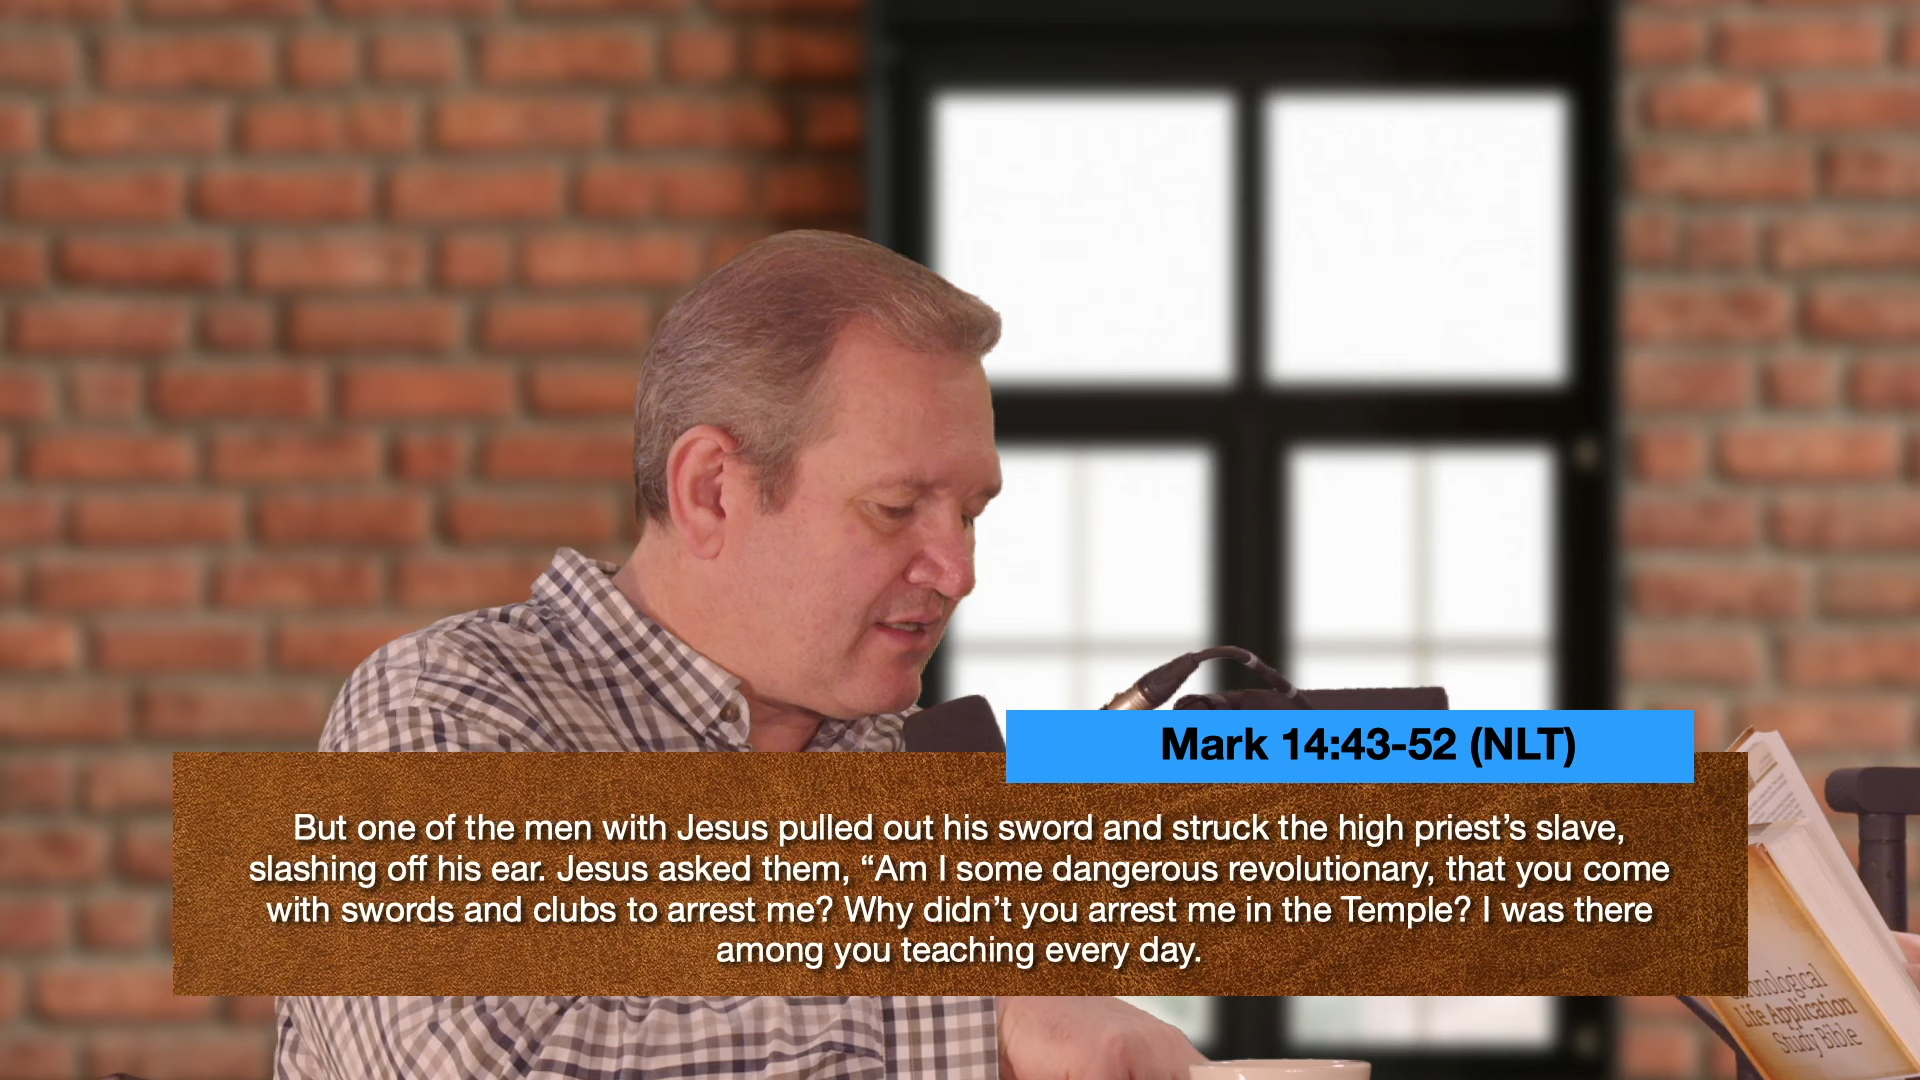 Mark 14:43-52 (NLT)
But one of the men with Jesus pulled out his sword and struck the high priest’s slave,
slashing off his ear. Jesus asked them, “Am I some dangerous revolutionary, that you come
with swords and clubs to arrest me? Why didn’t you arrest me in the Temple? I was there
among you teaching every day.
Life Application
Study Bible